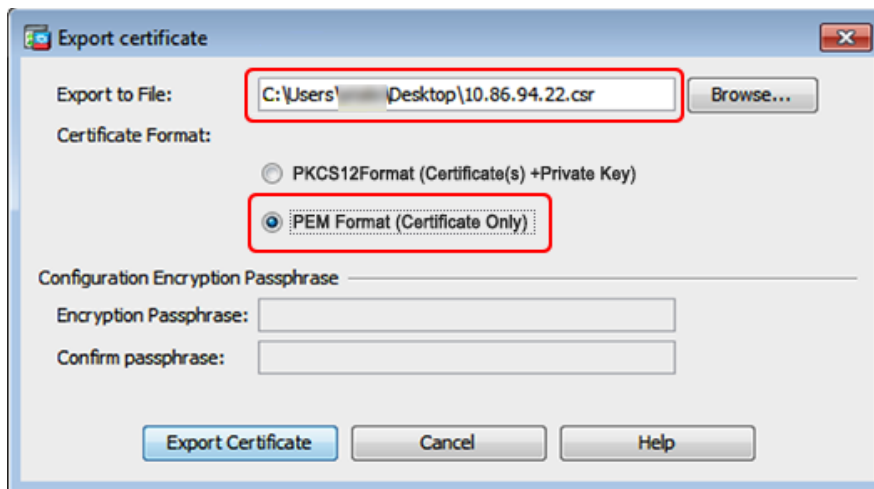 Export certificate
Export to File: C:\Users\ \Desktop\10.86.94.22.csr Browse...
Certificate Format:
PKCS12Format (Certificate(s) +Private Key)
PEM Format (Certificate Only)
Configuration Encryption Passphrase
Encryption Passphrase:
Confirm passphrase:
Export Certificate Cancel Help